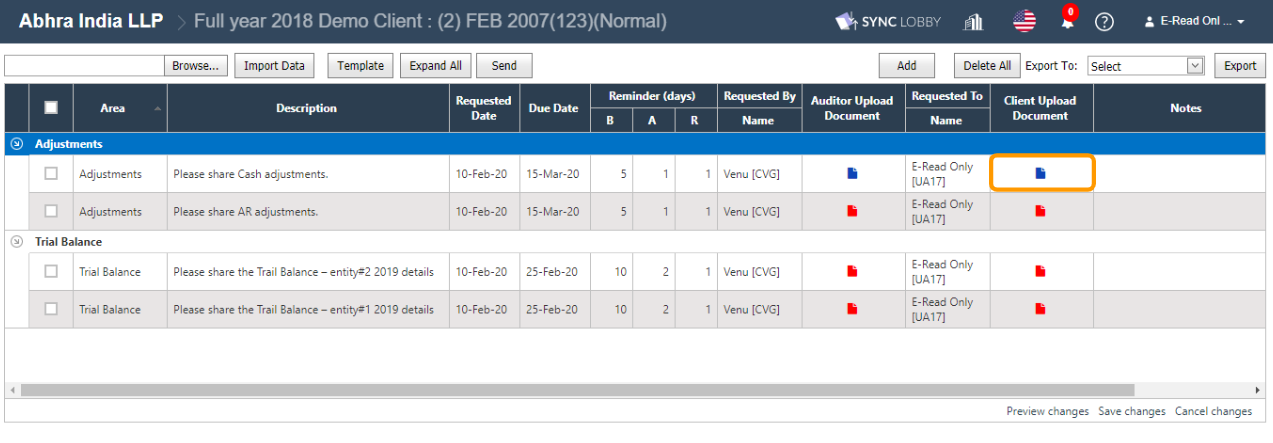 Abhra India LLP > Full year 2018 Demo Client : (2) FEB 2007(123)(Normal) SYNC LOBBY 0 ? E-Read Onl ...
Browse... Import Data Template Expand All Send Add Delete All Export To: Select Export
Area Description Requested Date Due Date Reminder (days) B A R Requested By Name Auditor Upload Document Requested To Name Client Upload Document Notes
Adjustments
Adjustments Please share Cash adjustments. 10-Feb-20 15-Mar-20 5 1 1 Venu [CVG] E-Read Only [UA17]
Adjustments Please share AR adjustments. 10-Feb-20 15-Mar-20 5 1 1 Venu [CVG] E-Read Only [UA17]
Trial Balance
Trial Balance Please share the Trail Balance – entity#2 2019 details 10-Feb-20 25-Feb-20 10 2 1 Venu [CVG] E-Read Only [UA17]
Trial Balance Please share the Trail Balance – entity#1 2019 details 10-Feb-20 25-Feb-20 10 2 1 Venu [CVG] E-Read Only [UA17]
Preview changes Save changes Cancel changes